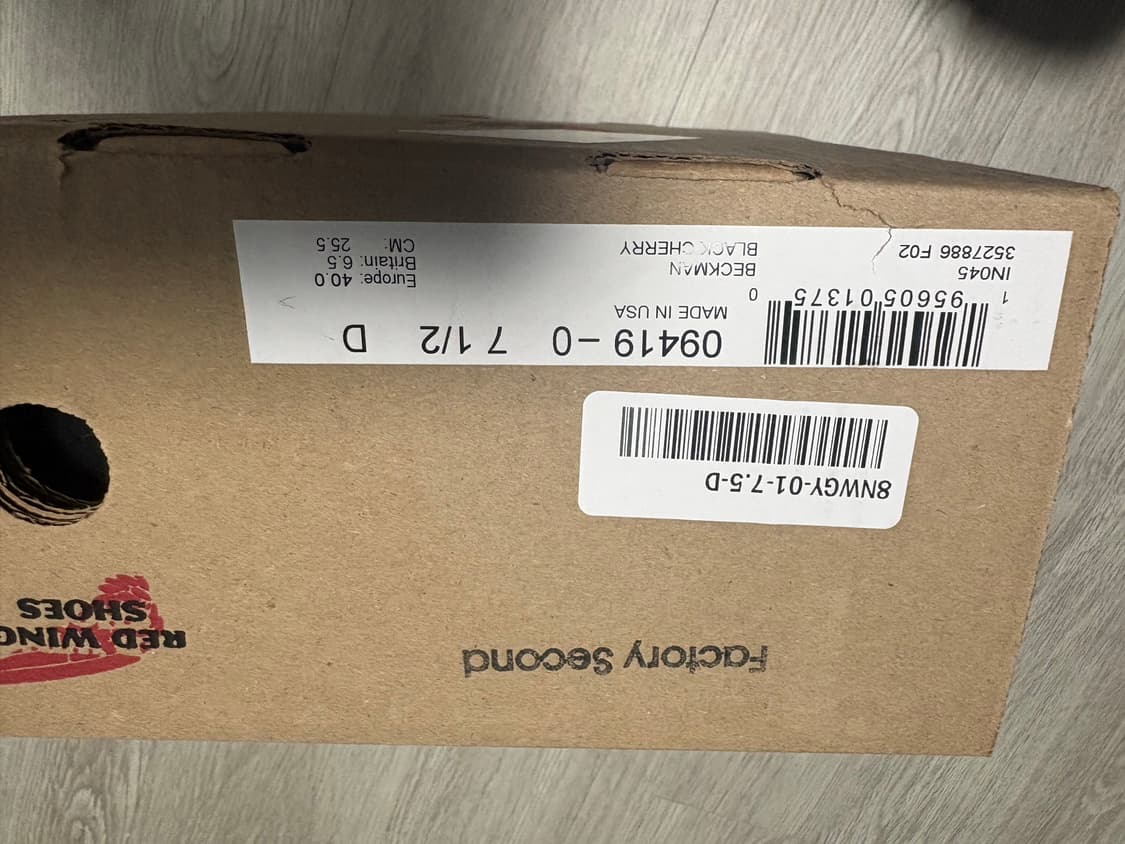 RED WING
SHOES
Factory Second
8NWGY-01-7.5-D
09419-0 7 1/2 D
MADE IN USA
1 95605 01375 0
IN045
BECKMAN
Europe: 40.0
Britain: 6.5
3527886 F02
BLACK CHERRY
CM: 25.5